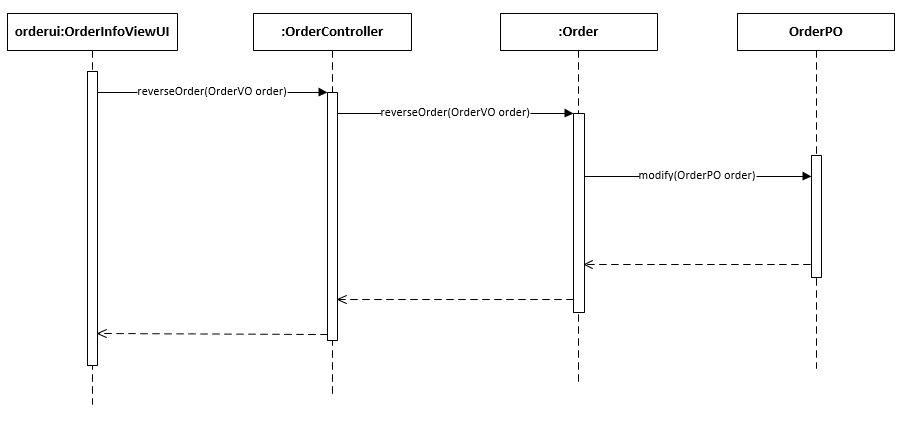 orderui:OrderInfoViewUI
:OrderController
:Order
OrderPO
reverseOrder(OrderVO order)
reverseOrder(OrderVO order)
modify(OrderPO order)